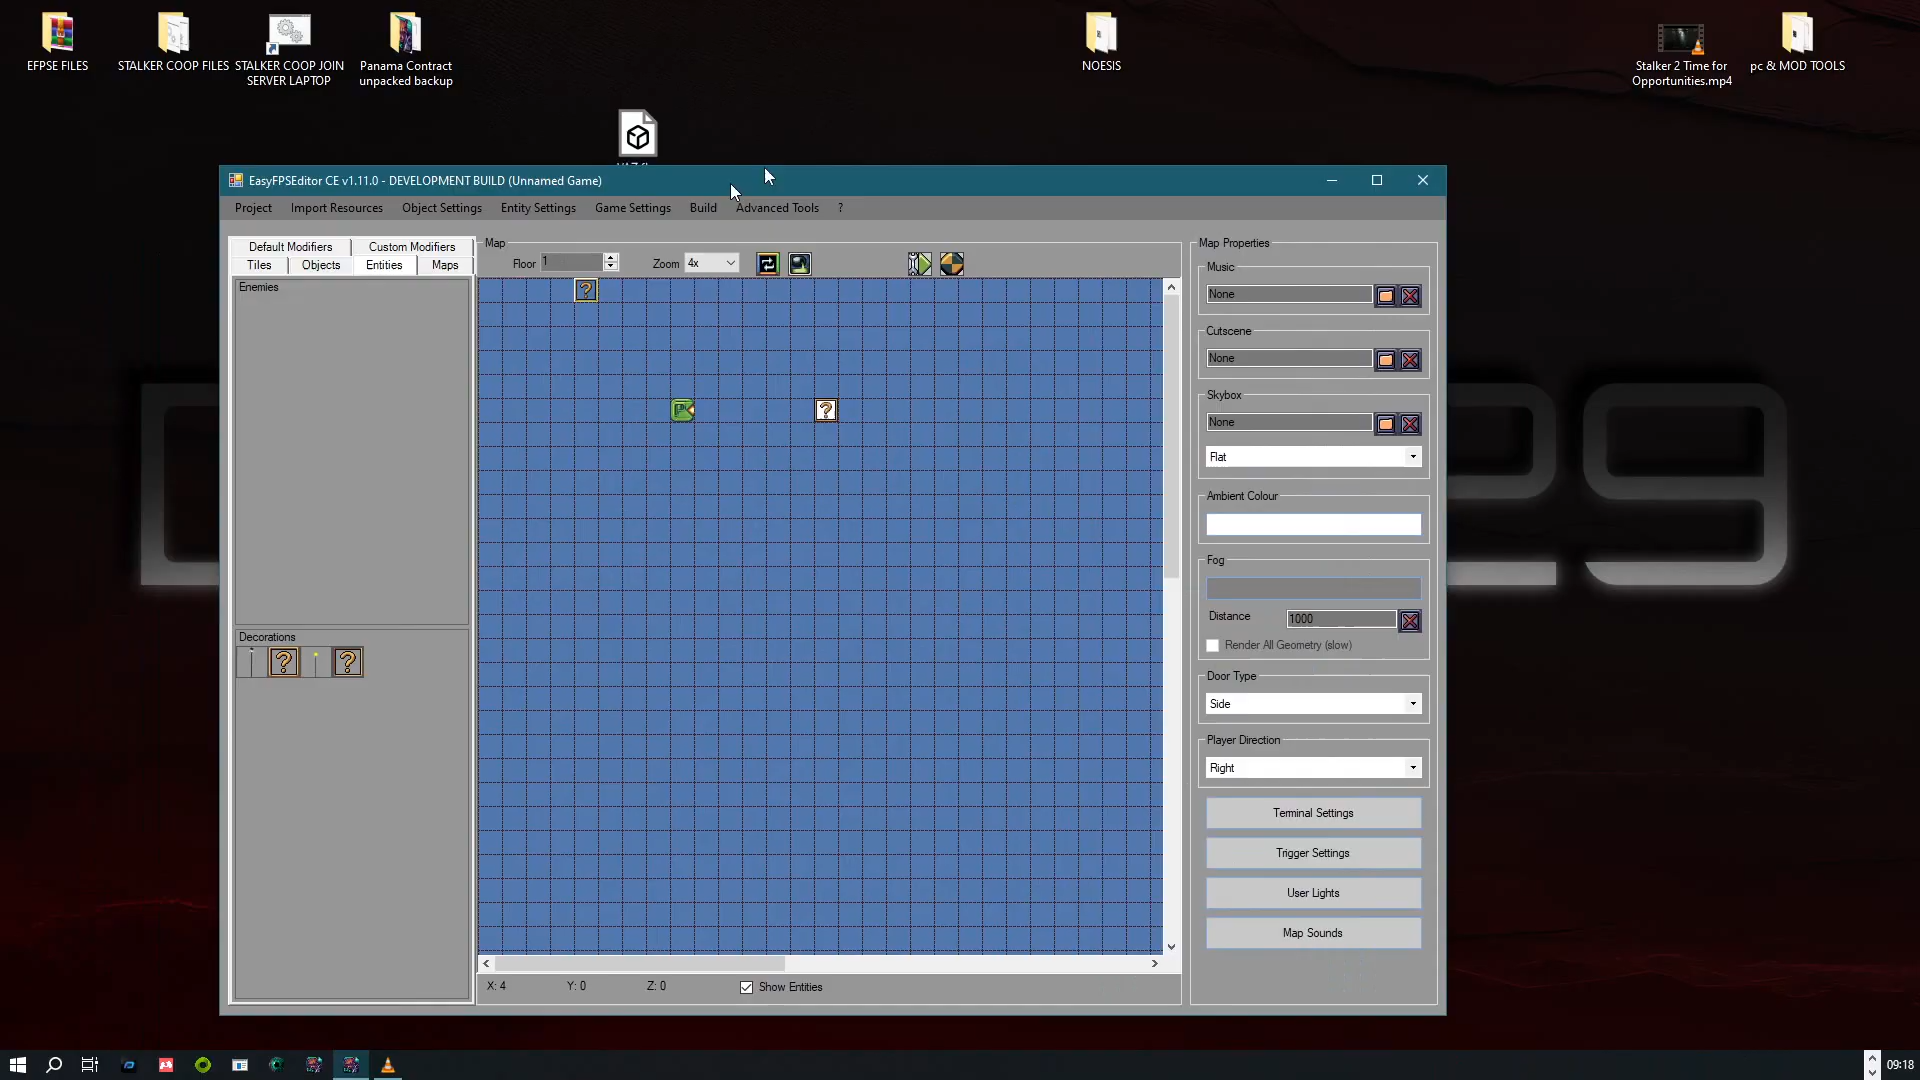 EFPSE FILES
STALKER COOP FILES
STALKER COOP JOIN
SERVER LAPTOP
Panama Contract
unpacked backup
NOESIS
Stalker 2 Time for
Opportunities.mp4
pc & MOD TOOLS
EasyFPSEditor CE v1.11.0 - DEVELOPMENT BUILD (Unnamed Game)
Project Import Resources Object Settings Entity Settings Game Settings Build Advanced Tools ?
Default Modifiers Custom Modifiers
Tiles Objects Entities Maps
Enemies
Decorations
Map
Floor 1 Zoom 4x
X: 4 Y: 0 Z: 0 Show Entities
Map Properties
Music
None
Cutscene
None
Skybox
None
Flat
Ambient Colour
Fog
Distance 1000
Render All Geometry (slow)
Door Type
Side
Player Direction
Right
Terminal Settings
Trigger Settings
User Lights
Map Sounds
09:18